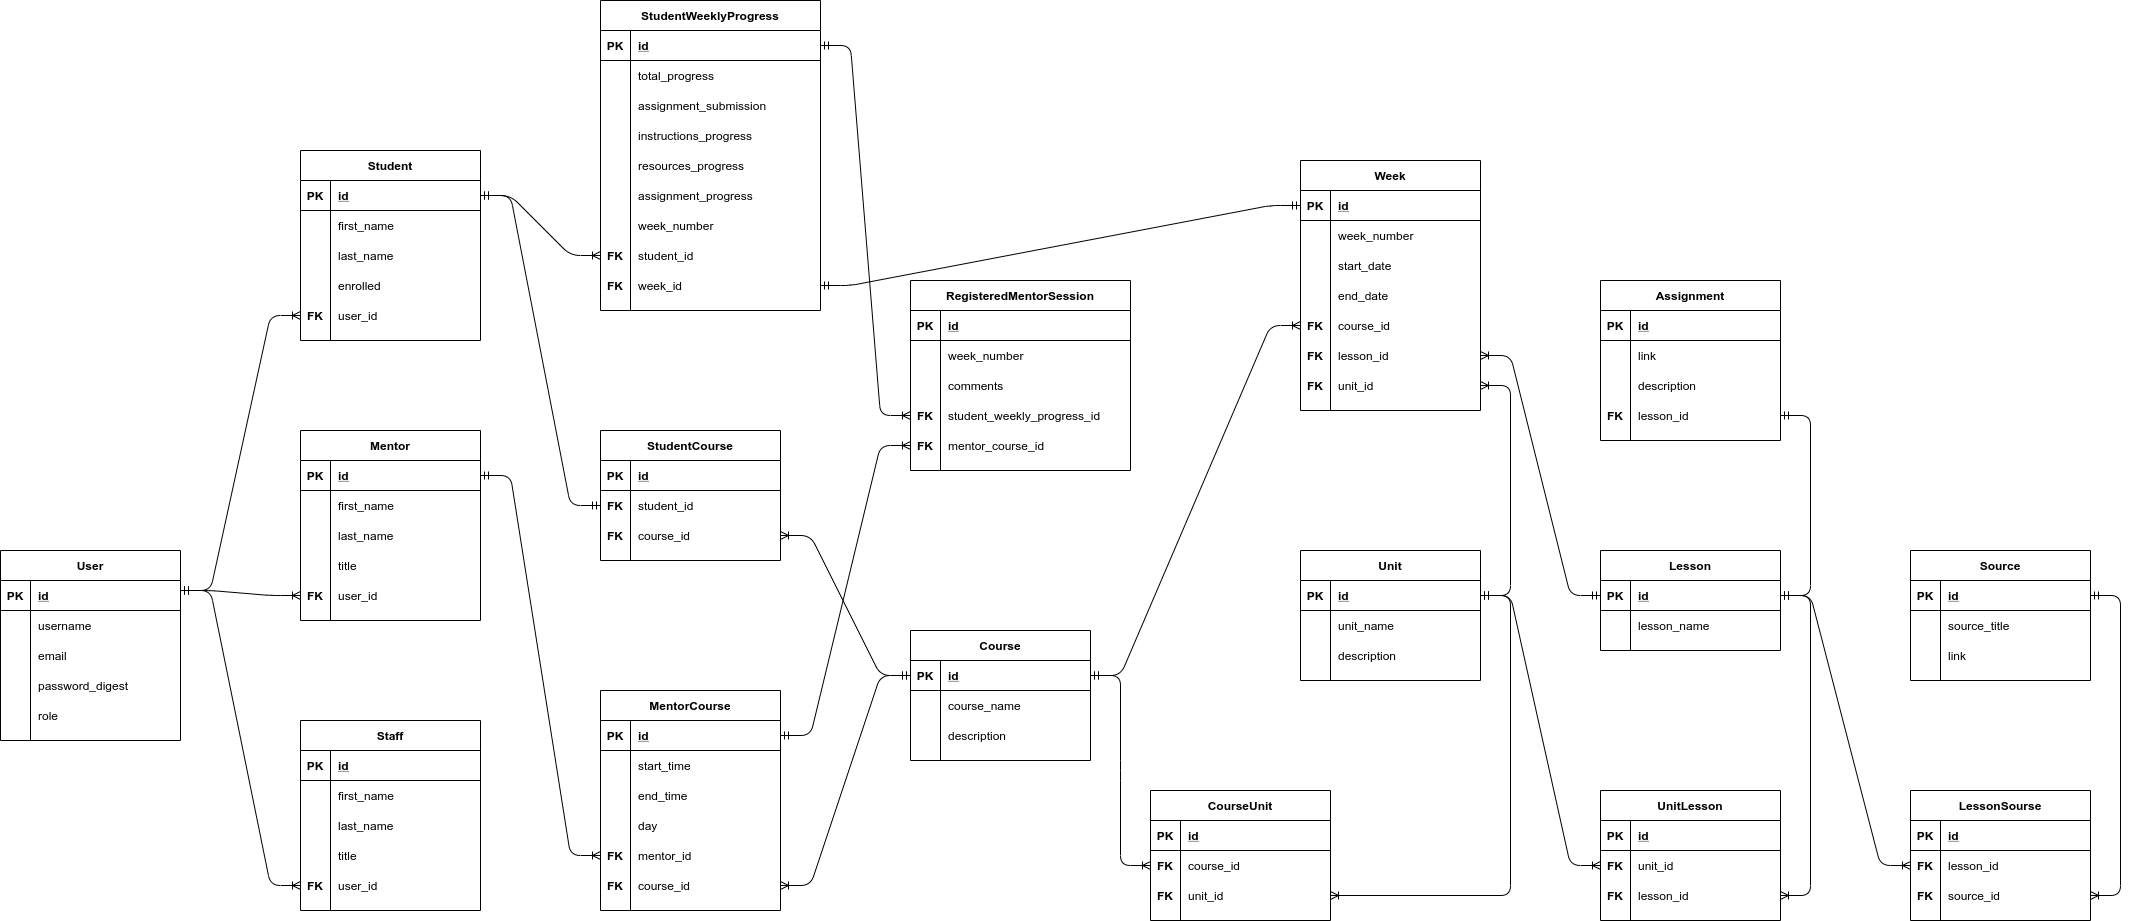 StudentWeeklyProgress
PK id
total_progress
assignment_submission
instructions_progress
resources_progress
assignment_progress
week_number
FK student_id
FK week_id
Student
PK id
first_name
last_name
enrolled
FK user_id
Week
PK id
week_number
start_date
end_date
FK course_id
FK lesson_id
FK unit_id
RegisteredMentorSession
PK id
week_number
comments
FK student_weekly_progress_id
FK mentor_course_id
Assignment
PK id
link
description
FK lesson_id
Mentor
PK id
first_name
last_name
title
FK user_id
StudentCourse
PK id
FK student_id
FK course_id
User
PK id
username
email
password_digest
role
Unit
PK id
unit_name
description
Lesson
PK id
lesson_name
Source
PK id
source_title
link
Course
PK id
course_name
description
MentorCourse
PK id
start_time
end_time
day
FK mentor_id
FK course_id
Staff
PK id
first_name
last_name
title
FK user_id
CourseUnit
PK id
FK course_id
FK unit_id
UnitLesson
PK id
FK unit_id
FK lesson_id
LessonSourse
PK id
FK lesson_id
FK source_id